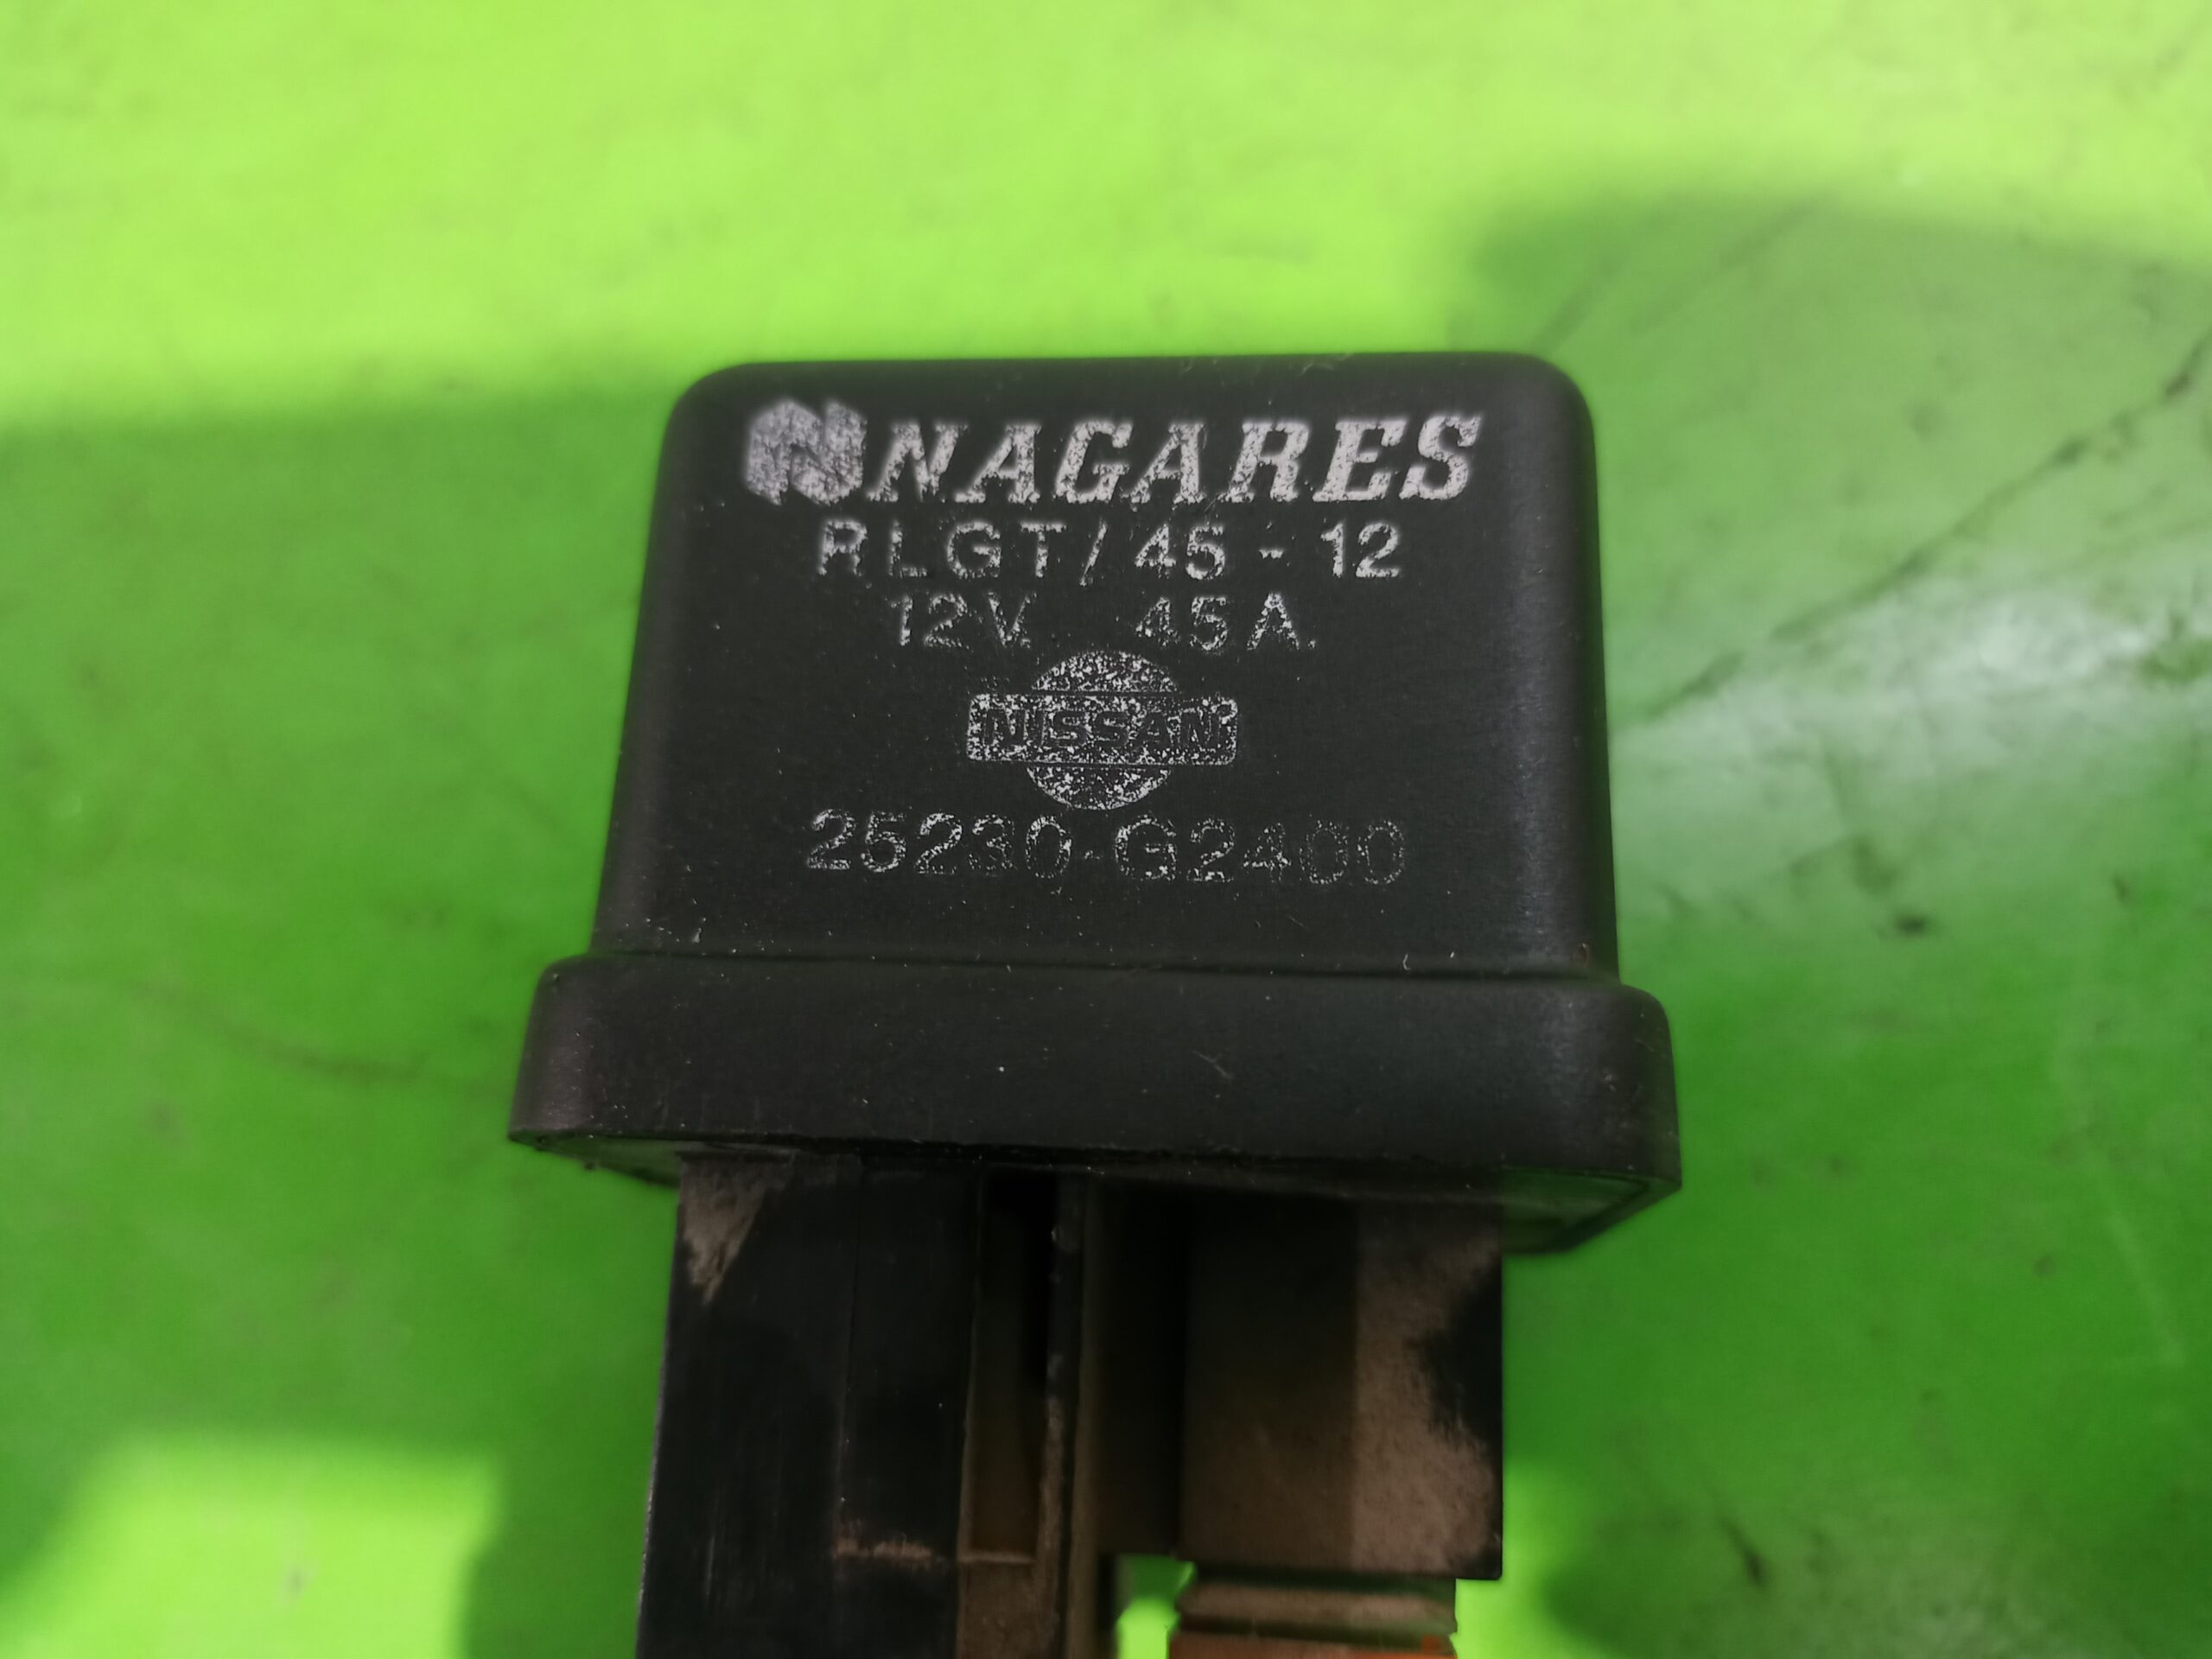 NAGARES
RLGT/45-12
12V. 45A.
NISSAN
25230-G2400